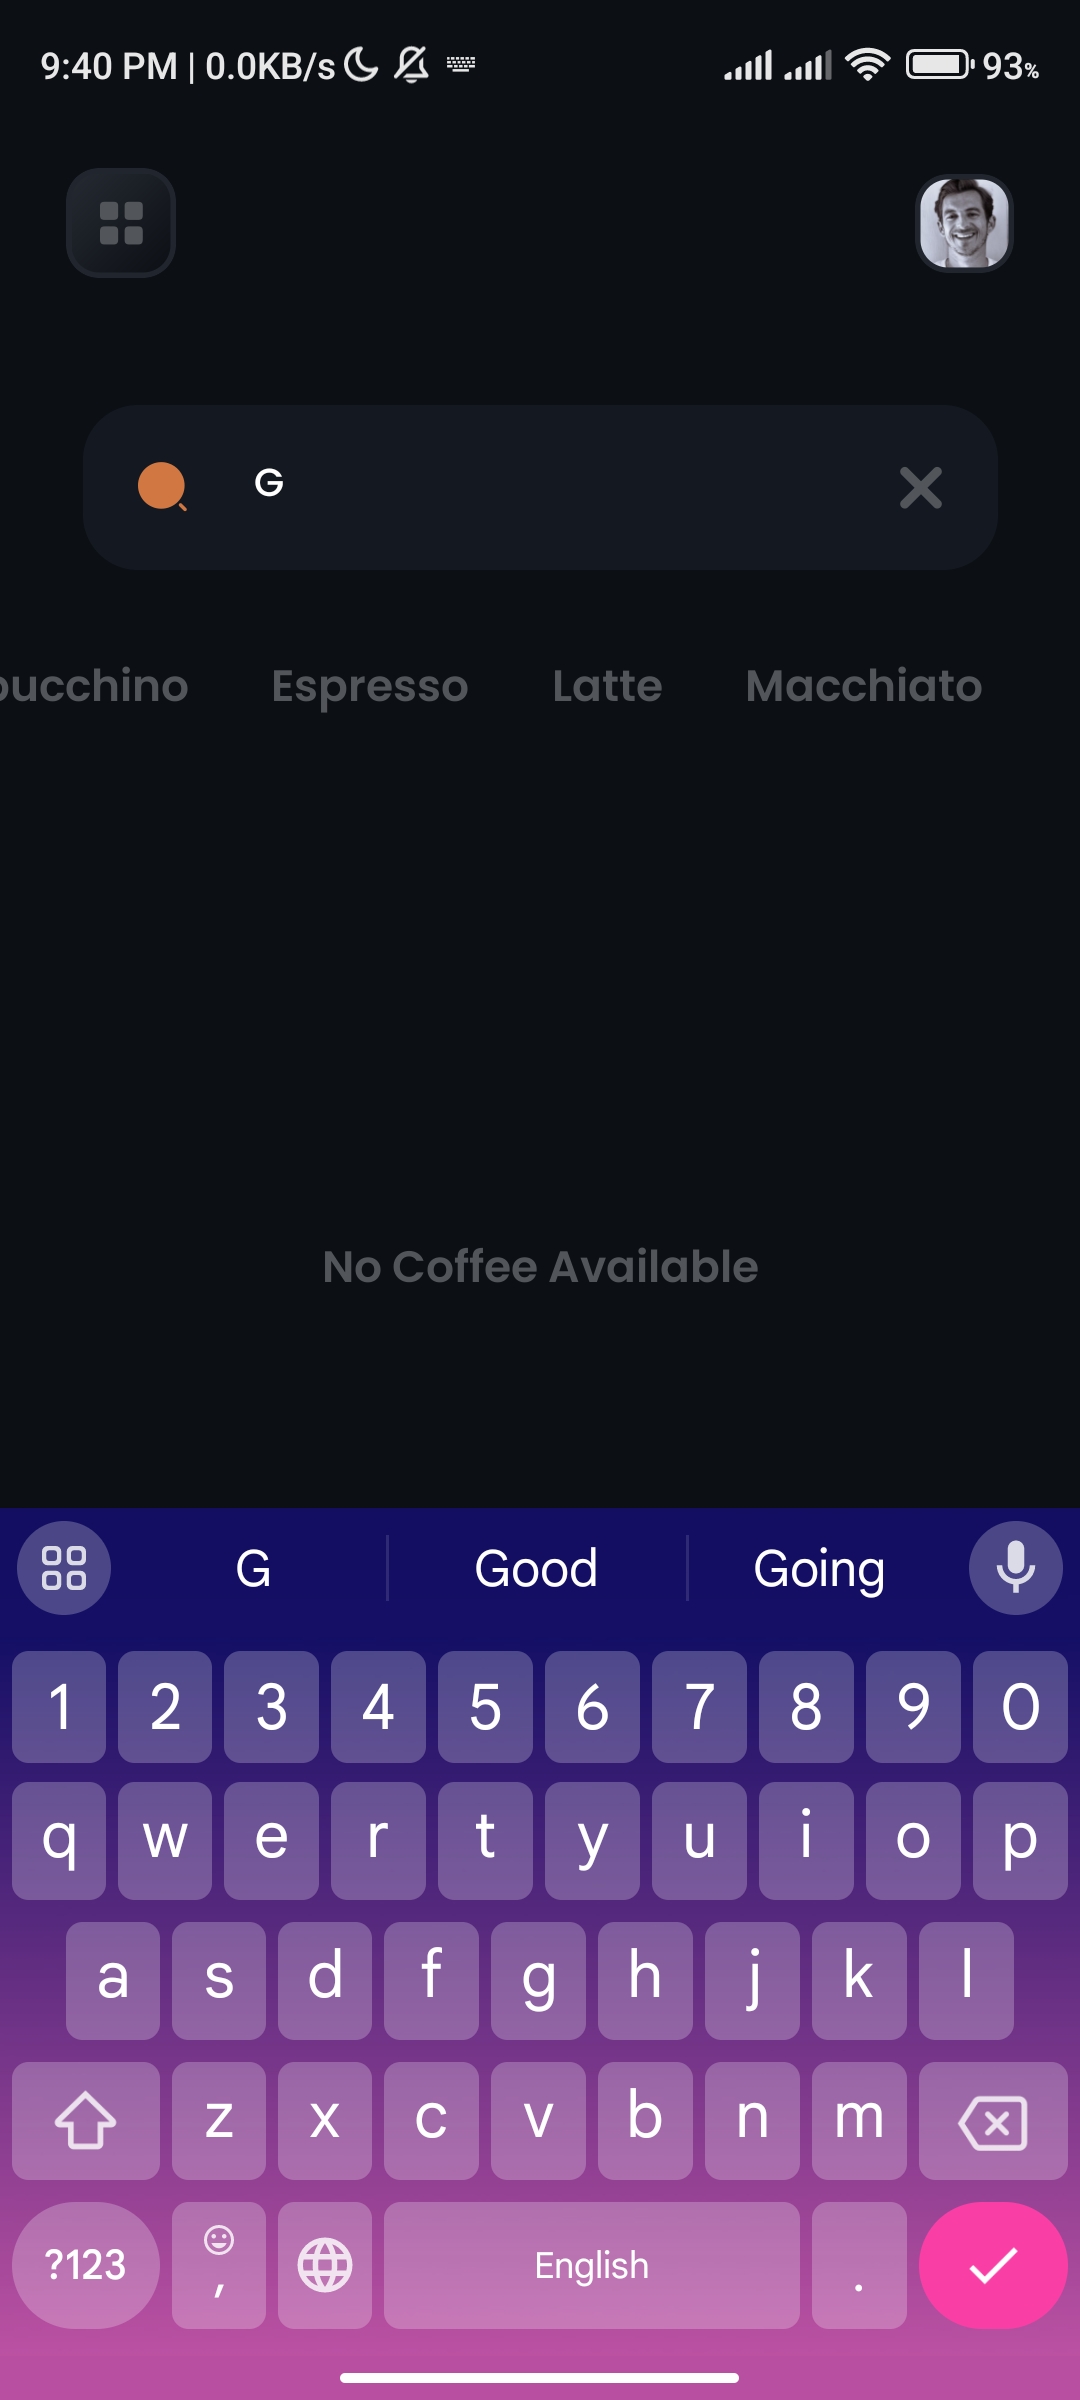 9:40 PM | 0.0KB/s 93%
G
pucchino Espresso Latte Macchiato
No Coffee Available
G Good Going
1 2 3 4 5 6 7 8 9 0
q w e r t y u i o p
a s d f g h j k l
z x c v b n m
?123 , English .